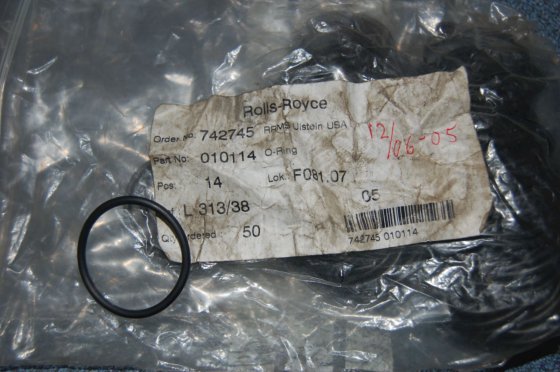 Rolls-Royce
Order no: 742745 RRMS Ulstein USA
12/06-05
Part No: 010114 O-Ring
Pos: 14 Lok: F081.07
L 313/38 05
Qty ordered: 50
742745 010114